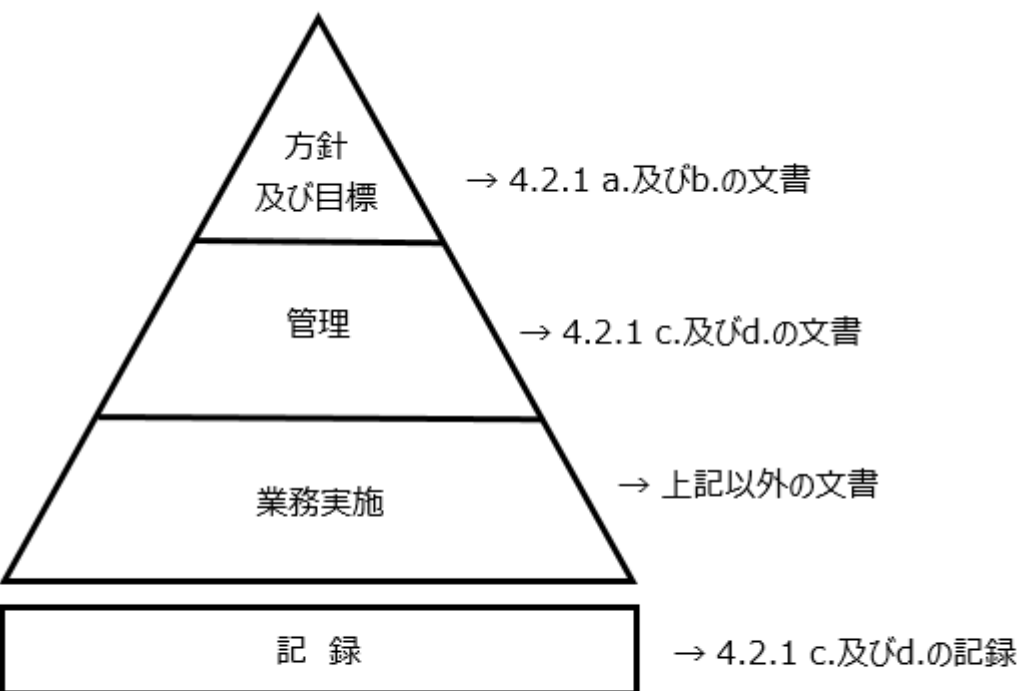 方針
及び目標
→ 4.2.1 a.及びb.の文書
管理
→ 4.2.1 c.及びd.の文書
業務実施
→ 上記以外の文書
記 録
→ 4.2.1 c.及びd.の記録